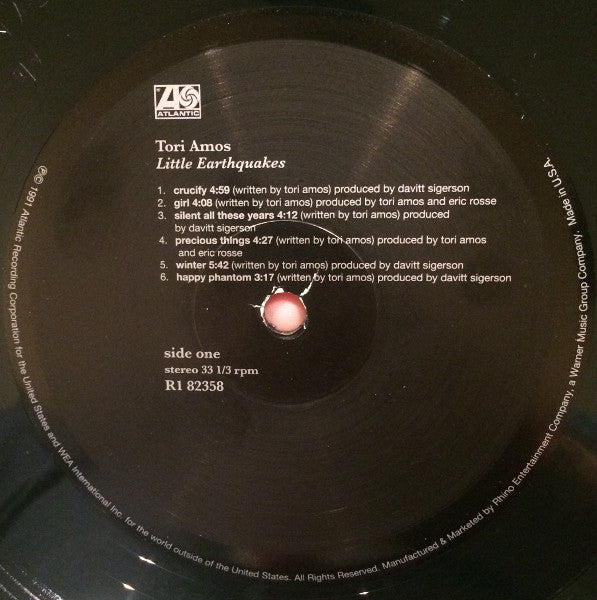 ATLANTIC
Tori Amos
Little Earthquakes
1. crucify 4:59 (written by tori amos) produced by davitt sigerson
2. girl 4:08 (written by tori amos) produced by tori amos and eric rosse
3. silent all these years 4:12 (written by tori amos) produced
by davitt sigerson
4. precious things 4:27 (written by tori amos) produced by tori amos
and eric rosse
5. winter 5:42 (written by tori amos) produced by davitt sigerson
6. happy phantom 3:17 (written by tori amos) produced by davitt sigerson
side one
stereo 33 1/3 rpm
R1 82358
℗© 1991 Atlantic Recording Corporation for the United States and WEA International Inc. for the world outside of the United States. All Rights Reserved. Manufactured & Marketed by Rhino Entertainment Company, a Warner Music Group Company. Made in U.S.A.